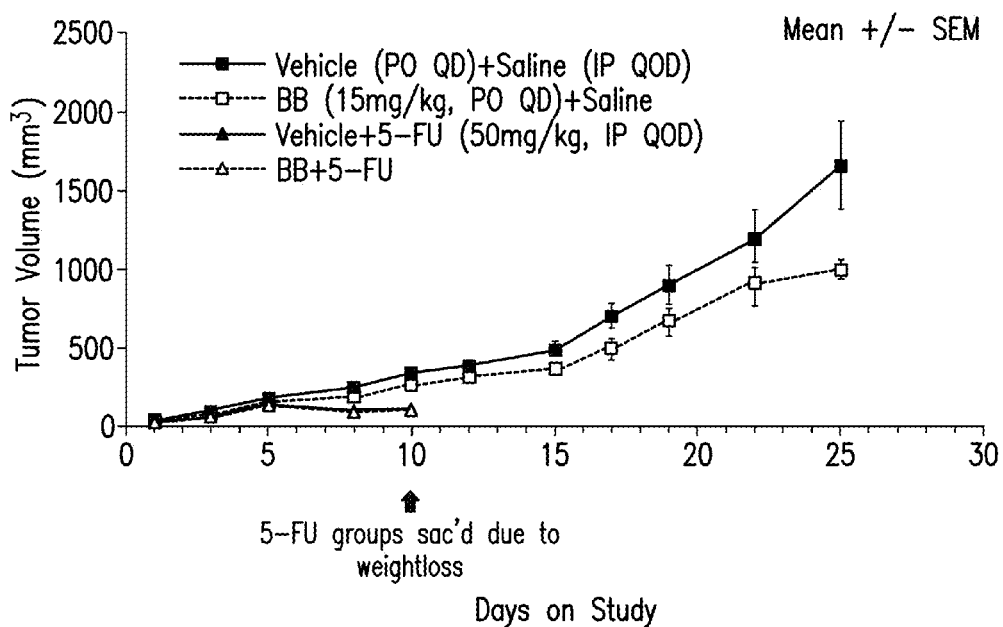 2500
Mean +/- SEM
Vehicle (PO QD)+Saline (IP QOD)
BB (15mg/kg, PO QD)+Saline
Vehicle+5-FU (50mg/kg, IP QOD)
BB+5-FU
2000
1500
1000
500
0
Tumor Volume (mm3)
0 5 10 15 20 25 30
5-FU groups sac'd due to
weightloss
Days on Study